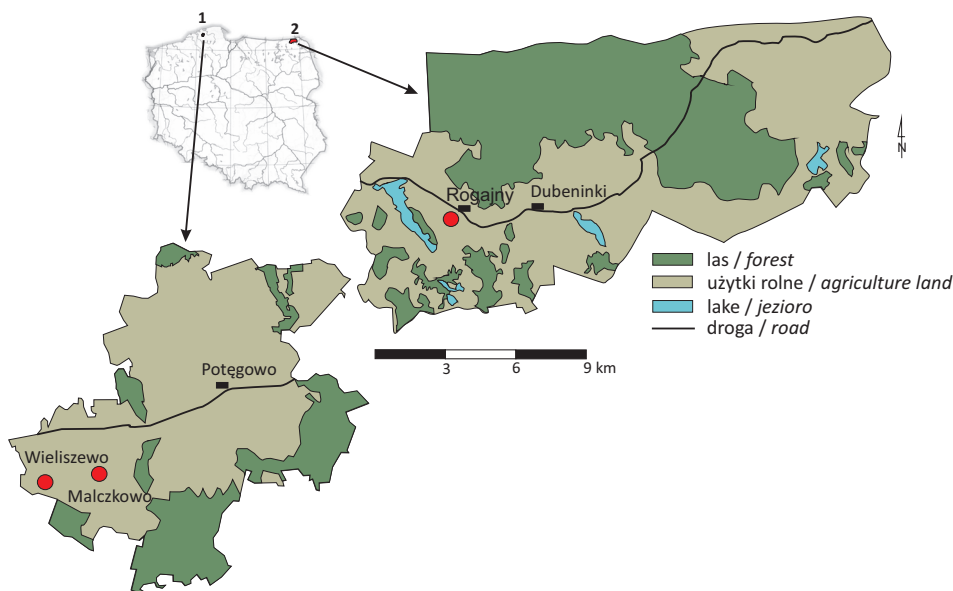 1
2
N
Rogajny
Dubeninki
las / forest
użytki rolne / agriculture land
lake / jezioro
droga / road
3
6
9 km
Potęgowo
Wieliszewo
Malczkowo